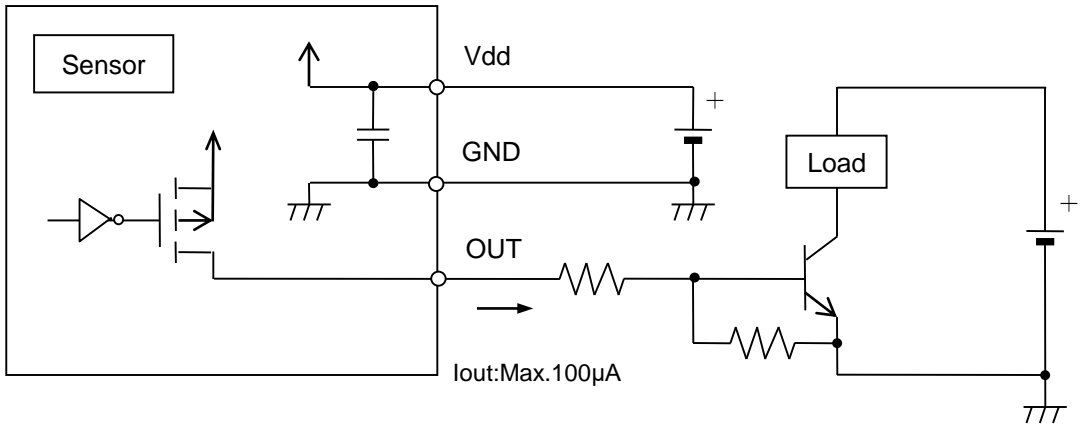 Sensor
Vdd
+
GND
Load
+
OUT
Iout:Max.100µA